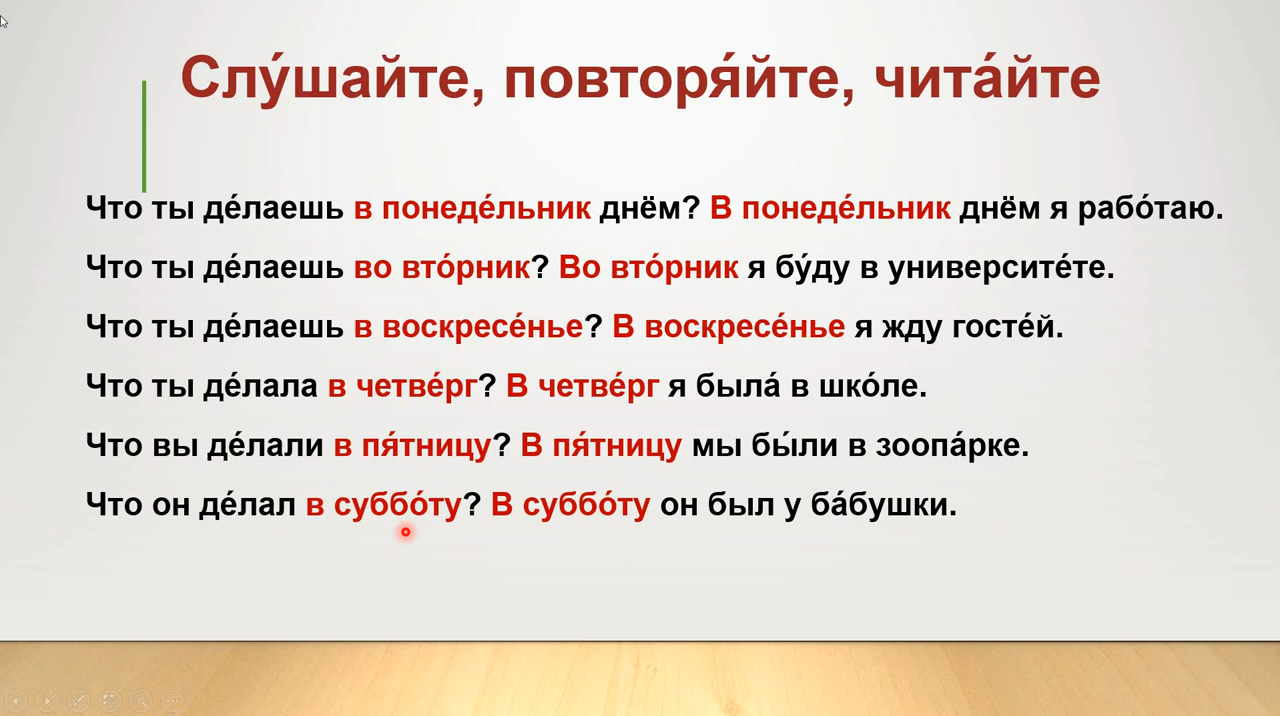 Слу́шайте, повторя́йте, чита́йте
Что ты де́лаешь в понеде́льник днём? В понеде́льник днём я рабо́таю.
Что ты де́лаешь во вто́рник? Во вто́рник я бу́ду в университе́те.
Что ты де́лаешь в воскресе́нье? В воскресе́нье я жду госте́й.
Что ты де́лала в четве́рг? В четве́рг я была́ в шко́ле.
Что вы де́лали в пя́тницу? В пя́тницу мы бы́ли в зоопа́рке.
Что он де́лал в суббо́ту? В суббо́ту он был у ба́бушки.